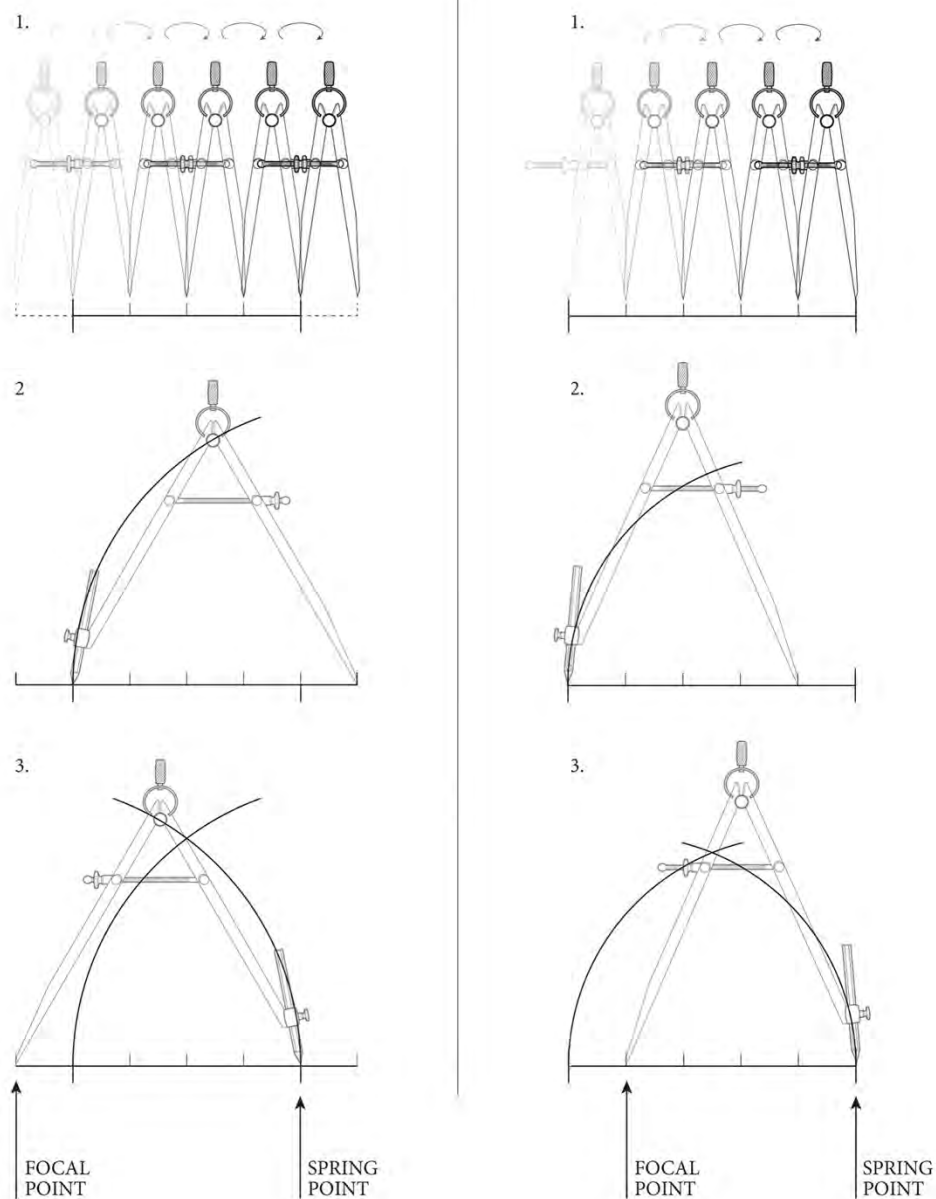 1.
2
3.
FOCAL
POINT
SPRING
POINT
1.
2.
3.
FOCAL
POINT
SPRING
POINT